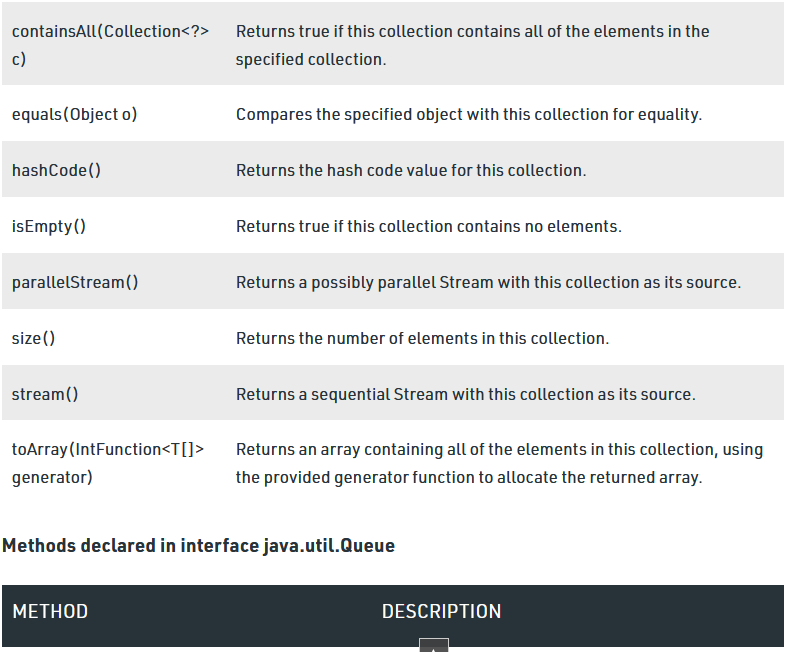 containsAll(Collection<?> Returns true if this collection contains all of the elements in the
c) specified collection.
equals(Object o) Compares the specified object with this collection for equality.
hashCode() Returns the hash code value for this collection.
isEmpty() Returns true if this collection contains no elements.
parallelStream() Returns a possibly parallel Stream with this collection as its source.
size() Returns the number of elements in this collection.
stream() Returns a sequential Stream with this collection as its source.
toArray(IntFunction<T[]> Returns an array containing all of the elements in this collection, using
generator) the provided generator function to allocate the returned array.
Methods declared in interface java.util.Queue
METHOD DESCRIPTION